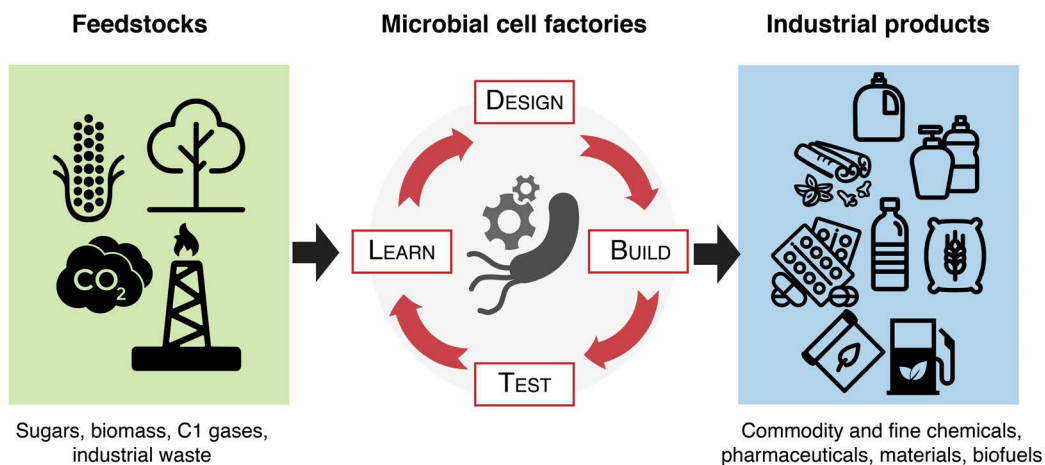 Feedstocks
Microbial cell factories
Industrial products
DESIGN
LEARN
BUILD
TEST
CO2
Sugars, biomass, C1 gases,
industrial waste
Commodity and fine chemicals,
pharmaceuticals, materials, biofuels